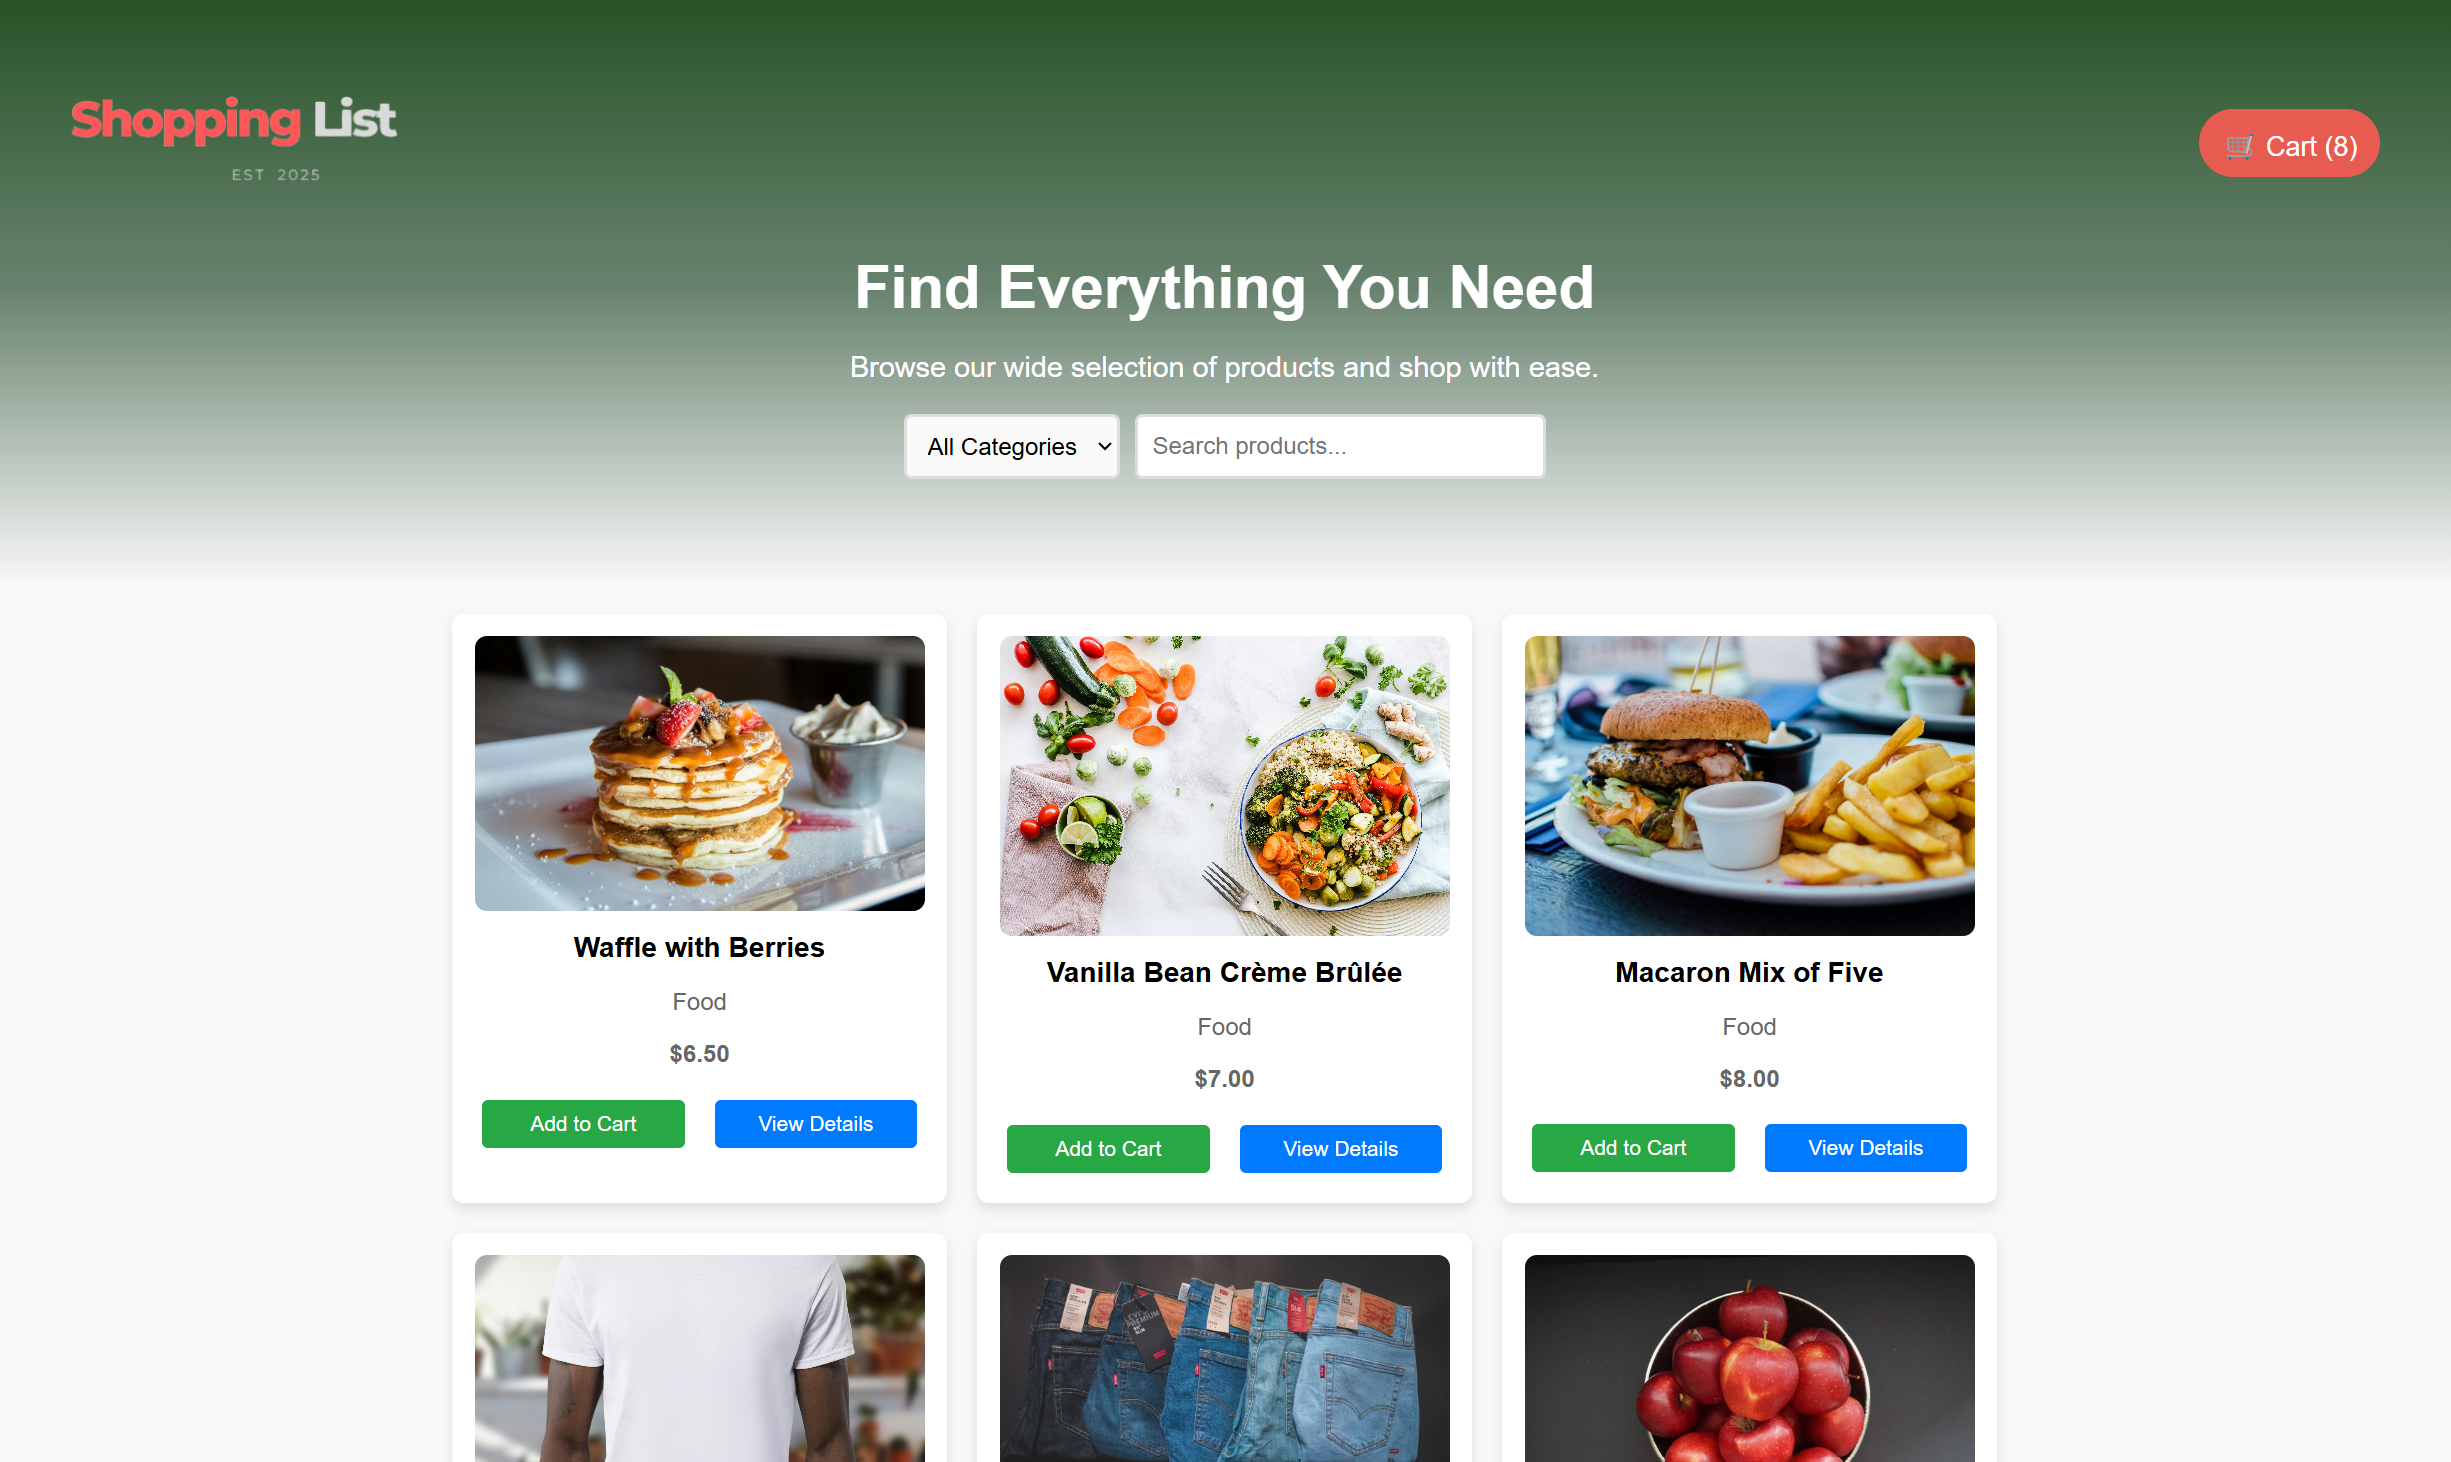 Shopping List
EST 2025
🛒 Cart (8)
Find Everything You Need
Browse our wide selection of products and shop with ease.
All Categories
Search products...
Waffle with Berries
Food
$6.50
Add to Cart
View Details
Vanilla Bean Crème Brûlée
Food
$7.00
Add to Cart
View Details
Macaron Mix of Five
Food
$8.00
Add to Cart
View Details
LEVI'S
PREMIUM
514